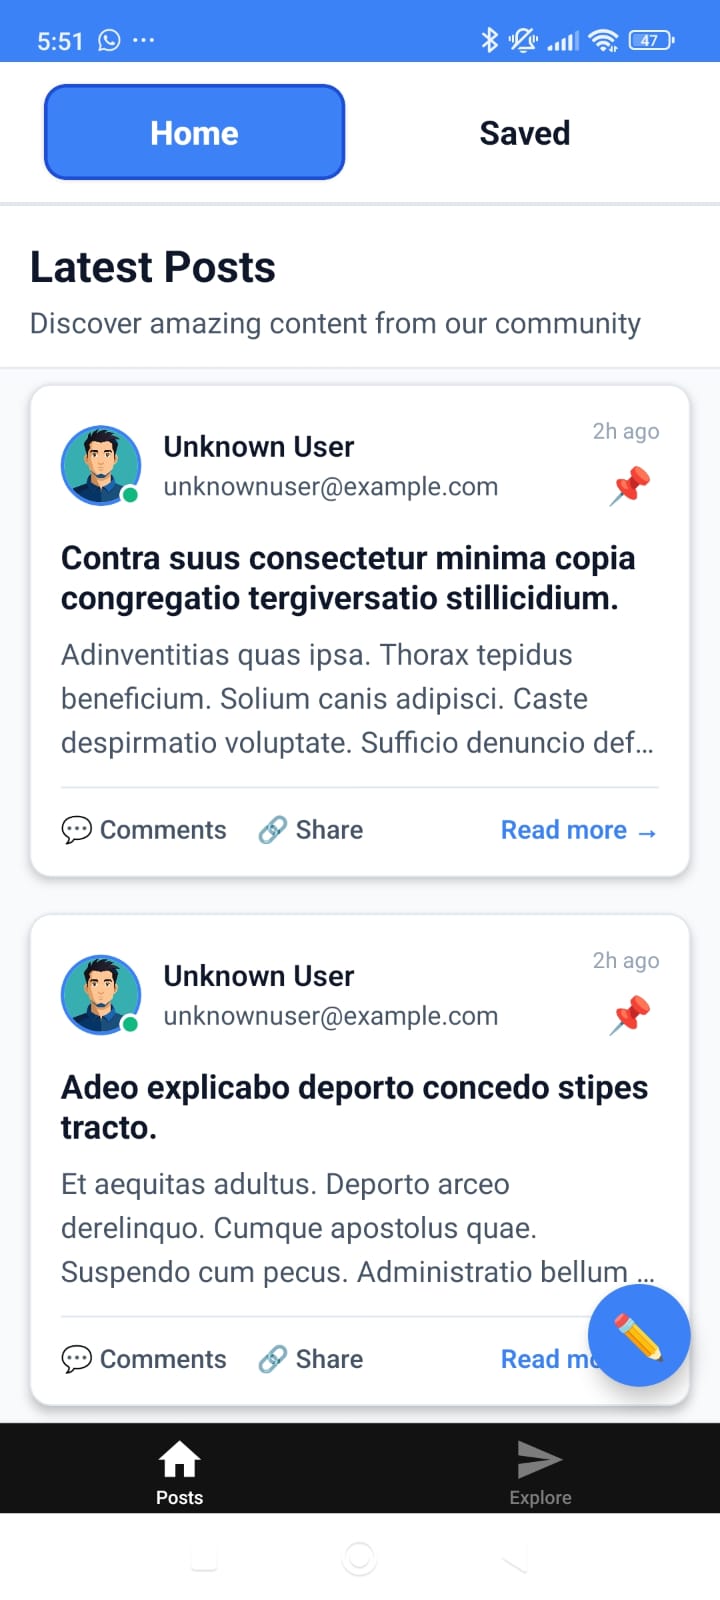 5:51
47
Home
Saved
Latest Posts
Discover amazing content from our community
Unknown User
2h ago
unknownuser@example.com
Contra suus consectetur minima copia
congregatio tergiversatio stillicidium.
Adinventitias quas ipsa. Thorax tepidus
beneficium. Solium canis adipisci. Caste
despirmatio voluptate. Sufficio denuncio def...
Comments
Share
Read more →
Unknown User
2h ago
unknownuser@example.com
Adeo explicabo deporto concedo stipes
tracto.
Et aequitas adultus. Deporto arceo
derelinquo. Cumque apostolus quae.
Suspendo cum pecus. Administratio bellum ...
Comments
Share
Read
Posts
Explore